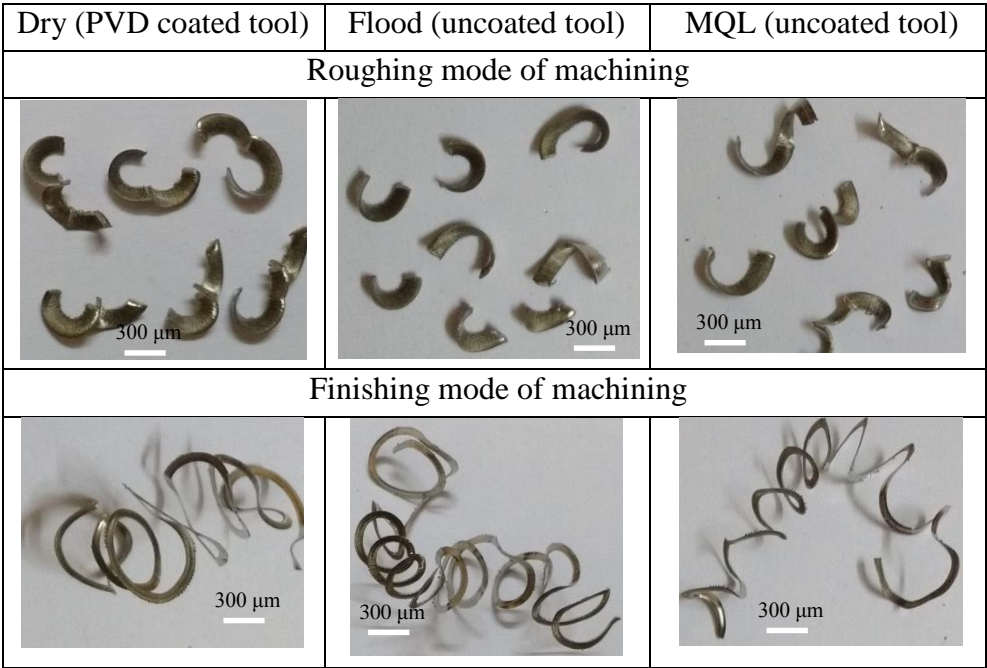 Dry (PVD coated tool) Flood (uncoated tool) MQL (uncoated tool)
Roughing mode of machining
300 μm 300 μm 300 μm
Finishing mode of machining
300 μm 300 μm 300 μm